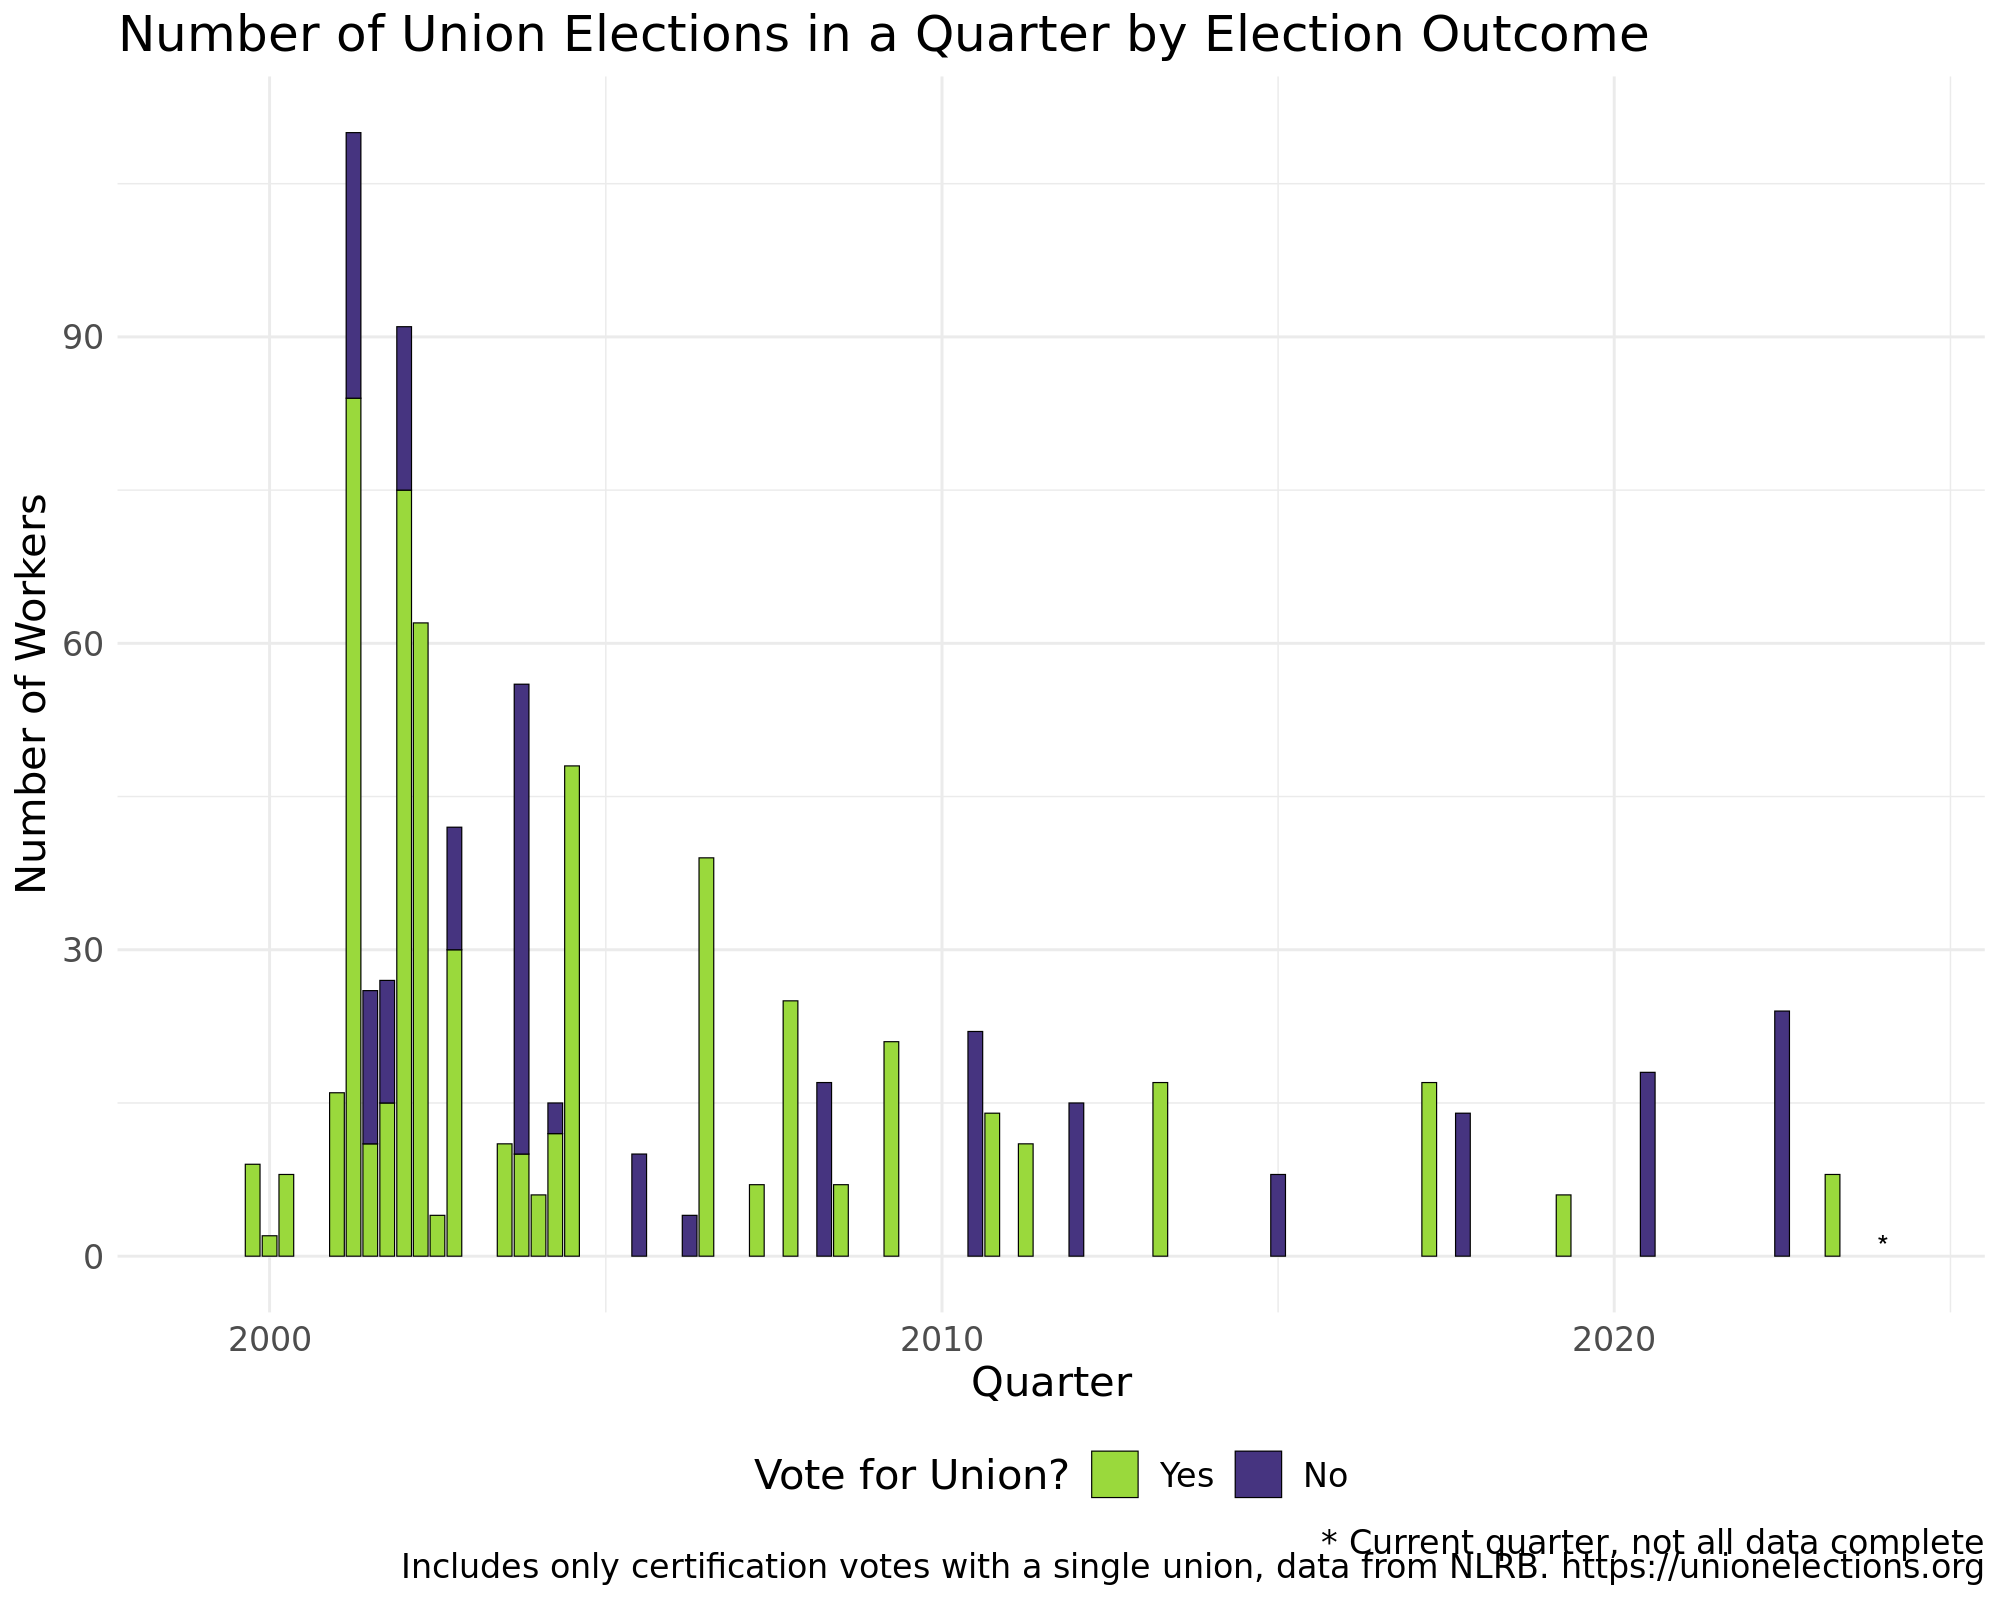 Number of Union Elections in a Quarter by Election Outcome
Number of Workers
90
60
30
0
*
2000
2010
2020
Quarter
Vote for Union?
Yes
No
* Current quarter, not all data complete
Includes only certification votes with a single union, data from NLRB. https://unionelections.org